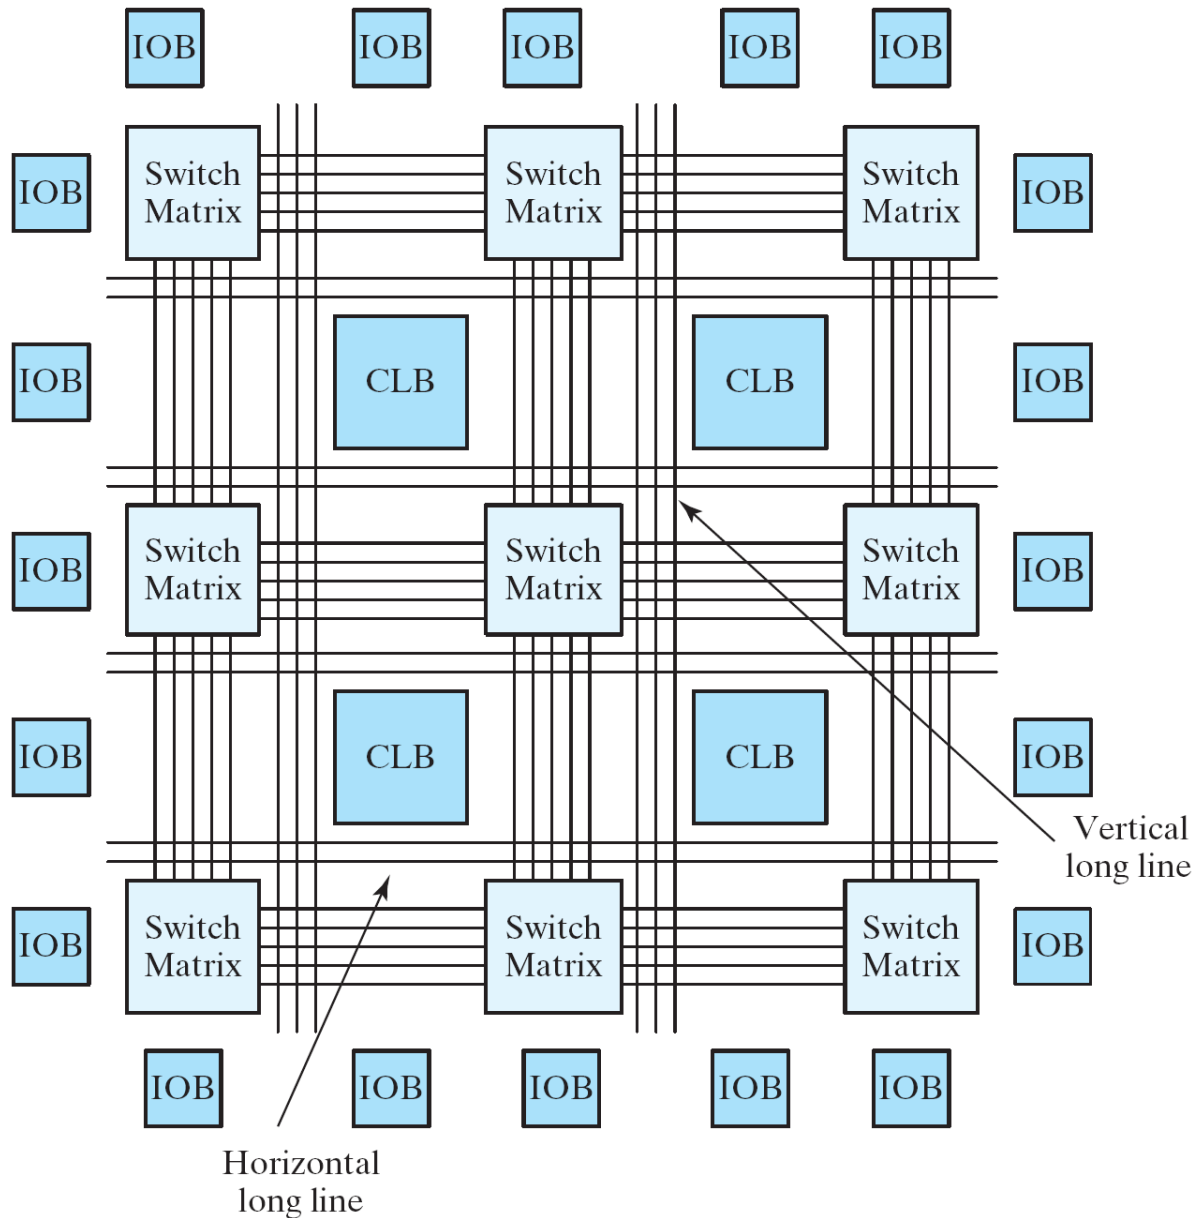 IOB IOB IOB IOB IOB
IOB Switch Switch Switch IOB
Matrix Matrix Matrix
IOB CLB CLB IOB
IOB Switch Switch Switch IOB
Matrix Matrix Matrix
IOB CLB CLB IOB
Vertical
long line
IOB Switch Switch Switch IOB
Matrix Matrix Matrix
IOB IOB IOB IOB IOB
Horizontal
long line